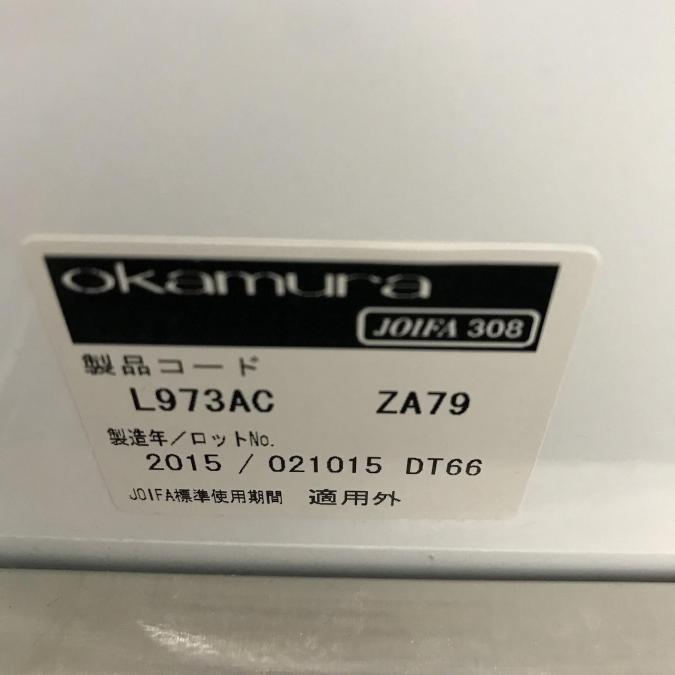 okamura
JOIFA 308
製品コード
L973AC ZA79
製造年/ロットNo.
2015 / 021015 DT66
JOIFA標準使用期間 適用外